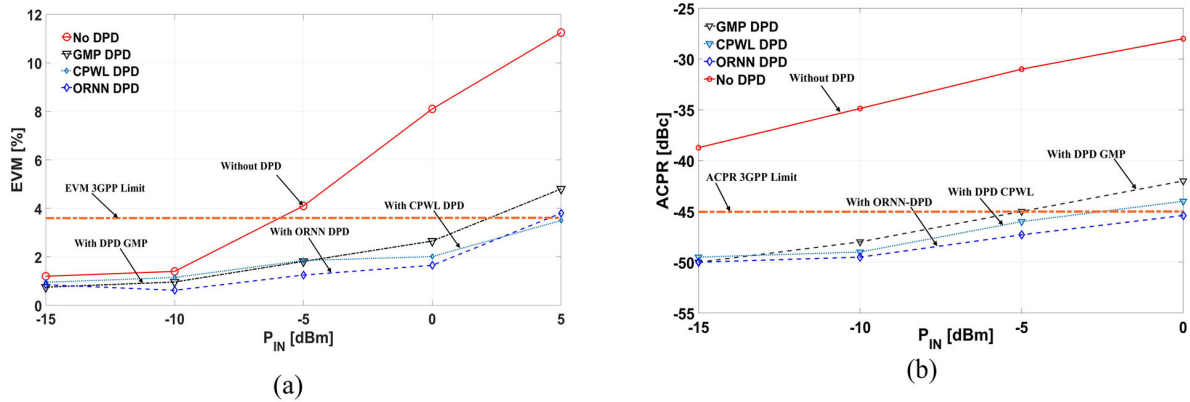 12
10
8
6
4
2
0
EVM [%]
No DPD
GMP DPD
CPWL DPD
ORNN DPD
Without DPD
EVM 3GPP Limit
With CPWL DPD
With ORNN DPD
With DPD GMP
-15
-10
-5
0
5
P_IN [dBm]
(a)
-25
-30
-35
-40
-45
-50
-55
ACPR [dBc]
GMP DPD
CPWL DPD
ORNN DPD
No DPD
Without DPD
With DPD GMP
ACPR 3GPP Limit
With DPD CPWL
With ORNN-DPD
-15
-10
-5
0
P_IN [dBm]
(b)